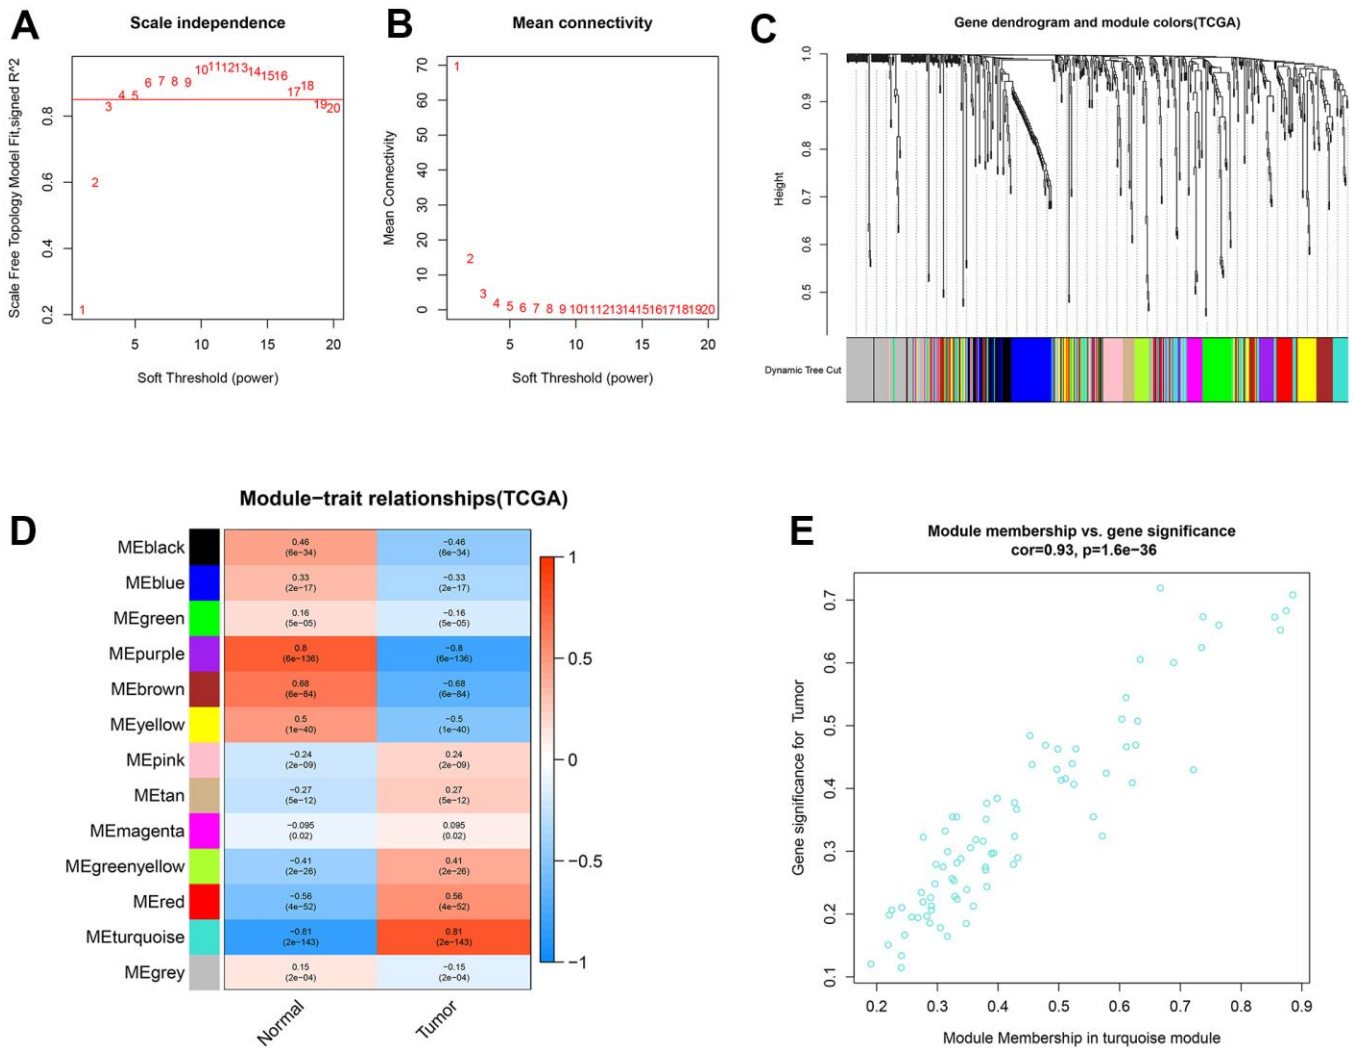 A
Scale independence
Scale Free Topology Model Fit,signed R^2
0.2
0.4
0.6
0.8
1
2
3
4
5
6
7
8
9
10
11
12
13
14
15
16
17
18
19
20
5
10
15
20
Soft Threshold (power)
B
Mean connectivity
Mean Connectivity
0
10
20
30
40
50
60
70
1
2
3
4
5
6
7
8
9
10
11
12
13
14
15
16
17
18
19
20
5
10
15
20
Soft Threshold (power)
C
Gene dendrogram and module colors(TCGA)
Height
1.0
0.9
0.8
0.7
0.6
0.5
Dynamic Tree Cut
D
Module−trait relationships(TCGA)
MEblack
0.46
(6e−34)
−0.46
(6e−34)
MEblue
0.33
(2e−17)
−0.33
(2e−17)
MEgreen
0.16
(5e−05)
−0.16
(5e−05)
MEpurple
0.8
(6e−136)
−0.8
(6e−136)
MEbrown
0.68
(6e−84)
−0.68
(6e−84)
MEyellow
0.5
(1e−40)
−0.5
(1e−40)
MEpink
−0.24
(2e−09)
0.24
(2e−09)
MEtan
−0.27
(5e−12)
0.27
(5e−12)
MEmagenta
−0.095
(0.02)
0.095
(0.02)
MEgreenyellow
−0.41
(2e−26)
0.41
(2e−26)
MEred
−0.56
(4e−52)
0.56
(4e−52)
MEturquoise
−0.81
(2e−143)
0.81
(2e−143)
MEgrey
0.15
(2e−04)
−0.15
(2e−04)
Normal
Tumor
1
0.5
0
−0.5
−1
E
Module membership vs. gene significance
cor=0.93, p=1.6e−36
Gene significance for Tumor
0.1
0.2
0.3
0.4
0.5
0.6
0.7
0.2
0.3
0.4
0.5
0.6
0.7
0.8
0.9
Module Membership in turquoise module